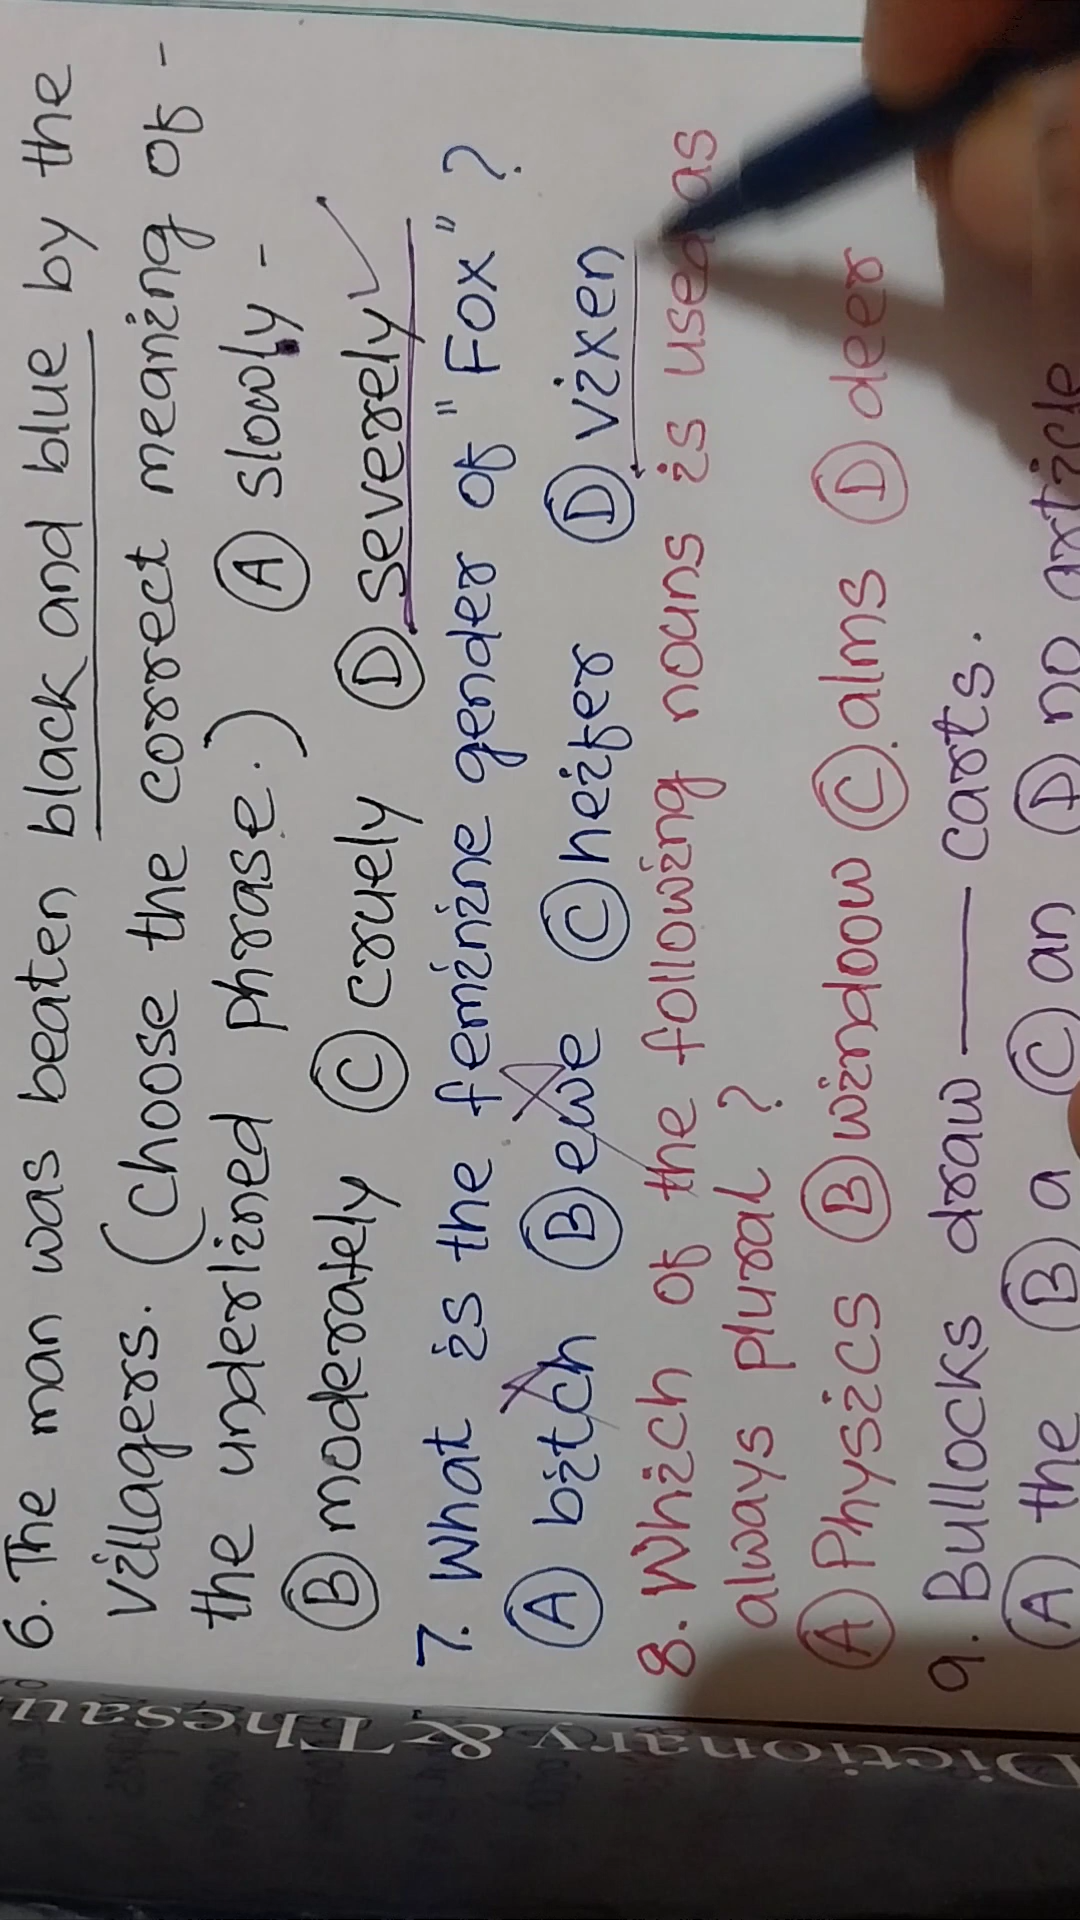 6. The man was beaten black and blue by the
villagers. (Choose the correct meaning of -
the underlined phrase.) (A) slowly -
(B) moderately (C) cruely (D) severely ✓
7. What is the feminine gender of "Fox" ?
(A) bitch (B) ewe (C) heifer (D) vixen
8. Which of the following nouns is used as
always plural ?
(A) Physics (B) windoow (C) alms (D) deer
9. Bullocks draw — carts.
(A) the (B) a (C) an (D) no article
Dictionary & Thesau